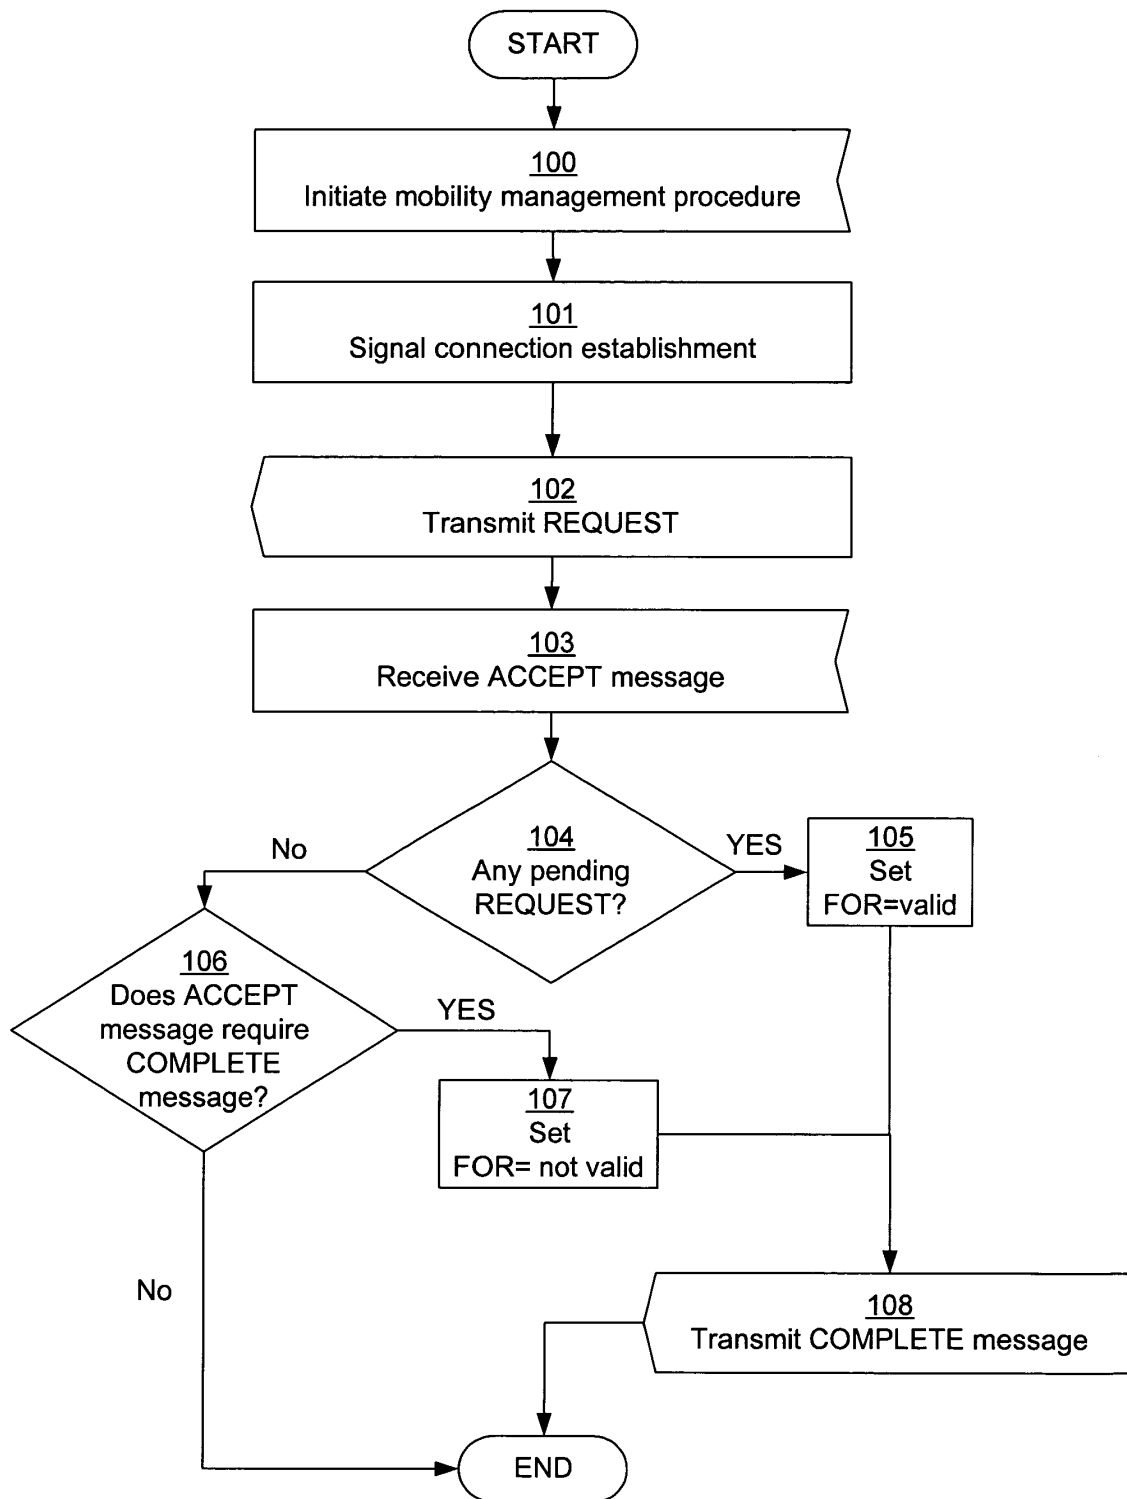 START
100
Initiate mobility management procedure
101
Signal connection establishment
102
Transmit REQUEST
103
Receive ACCEPT message
104
Any pending
REQUEST?
No
YES
105
Set
FOR=valid
106
Does ACCEPT
message require
COMPLETE
message?
YES
107
Set
FOR= not valid
No
108
Transmit COMPLETE message
END